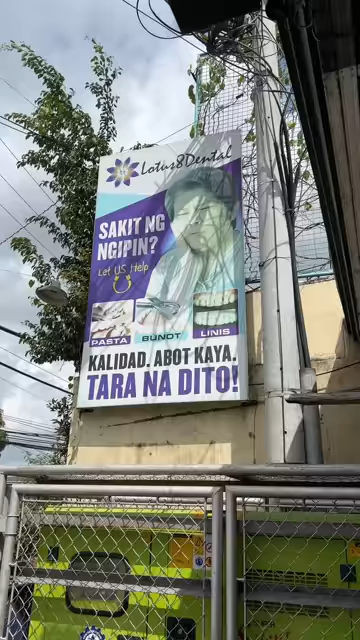 Lotus8Dental
SAKIT NG
NGIPIN?
Let US Help
PASTA BUNOT LINIS
KALIDAD. ABOT KAYA.
TARA NA DITO!